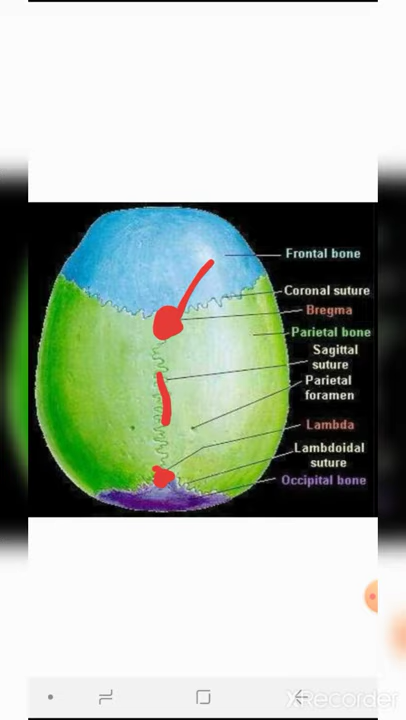 Frontal bone
Coronal suture
Bregma
Parietal bone
Sagittal
suture
Parietal
foramen
Lambda
Lambdoidal
suture
Occipital bone
XRecorder